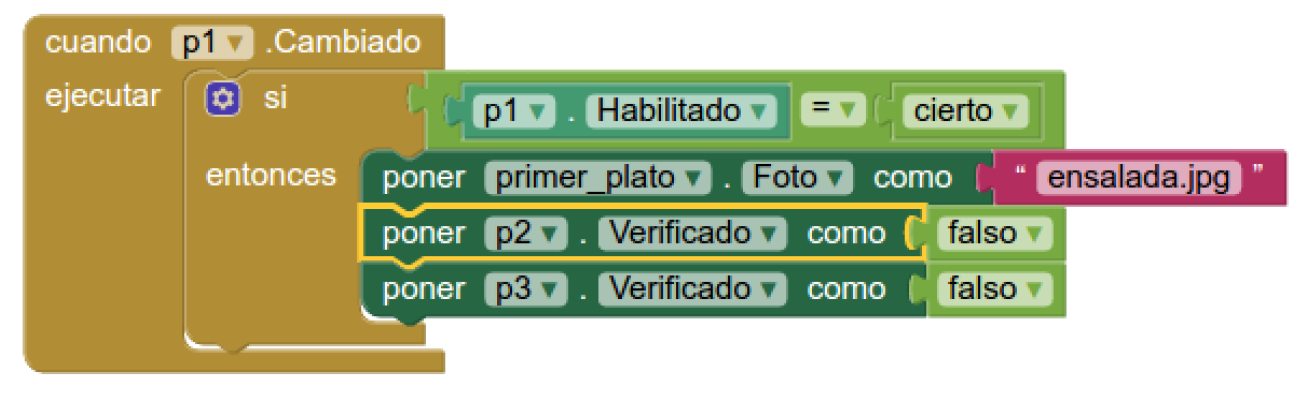 cuando p1 .Cambiado
ejecutar si p1 . Habilitado = cierto
entonces poner primer_plato . Foto como " ensalada.jpg "
poner p2 . Verificado como falso
poner p3 . Verificado como falso